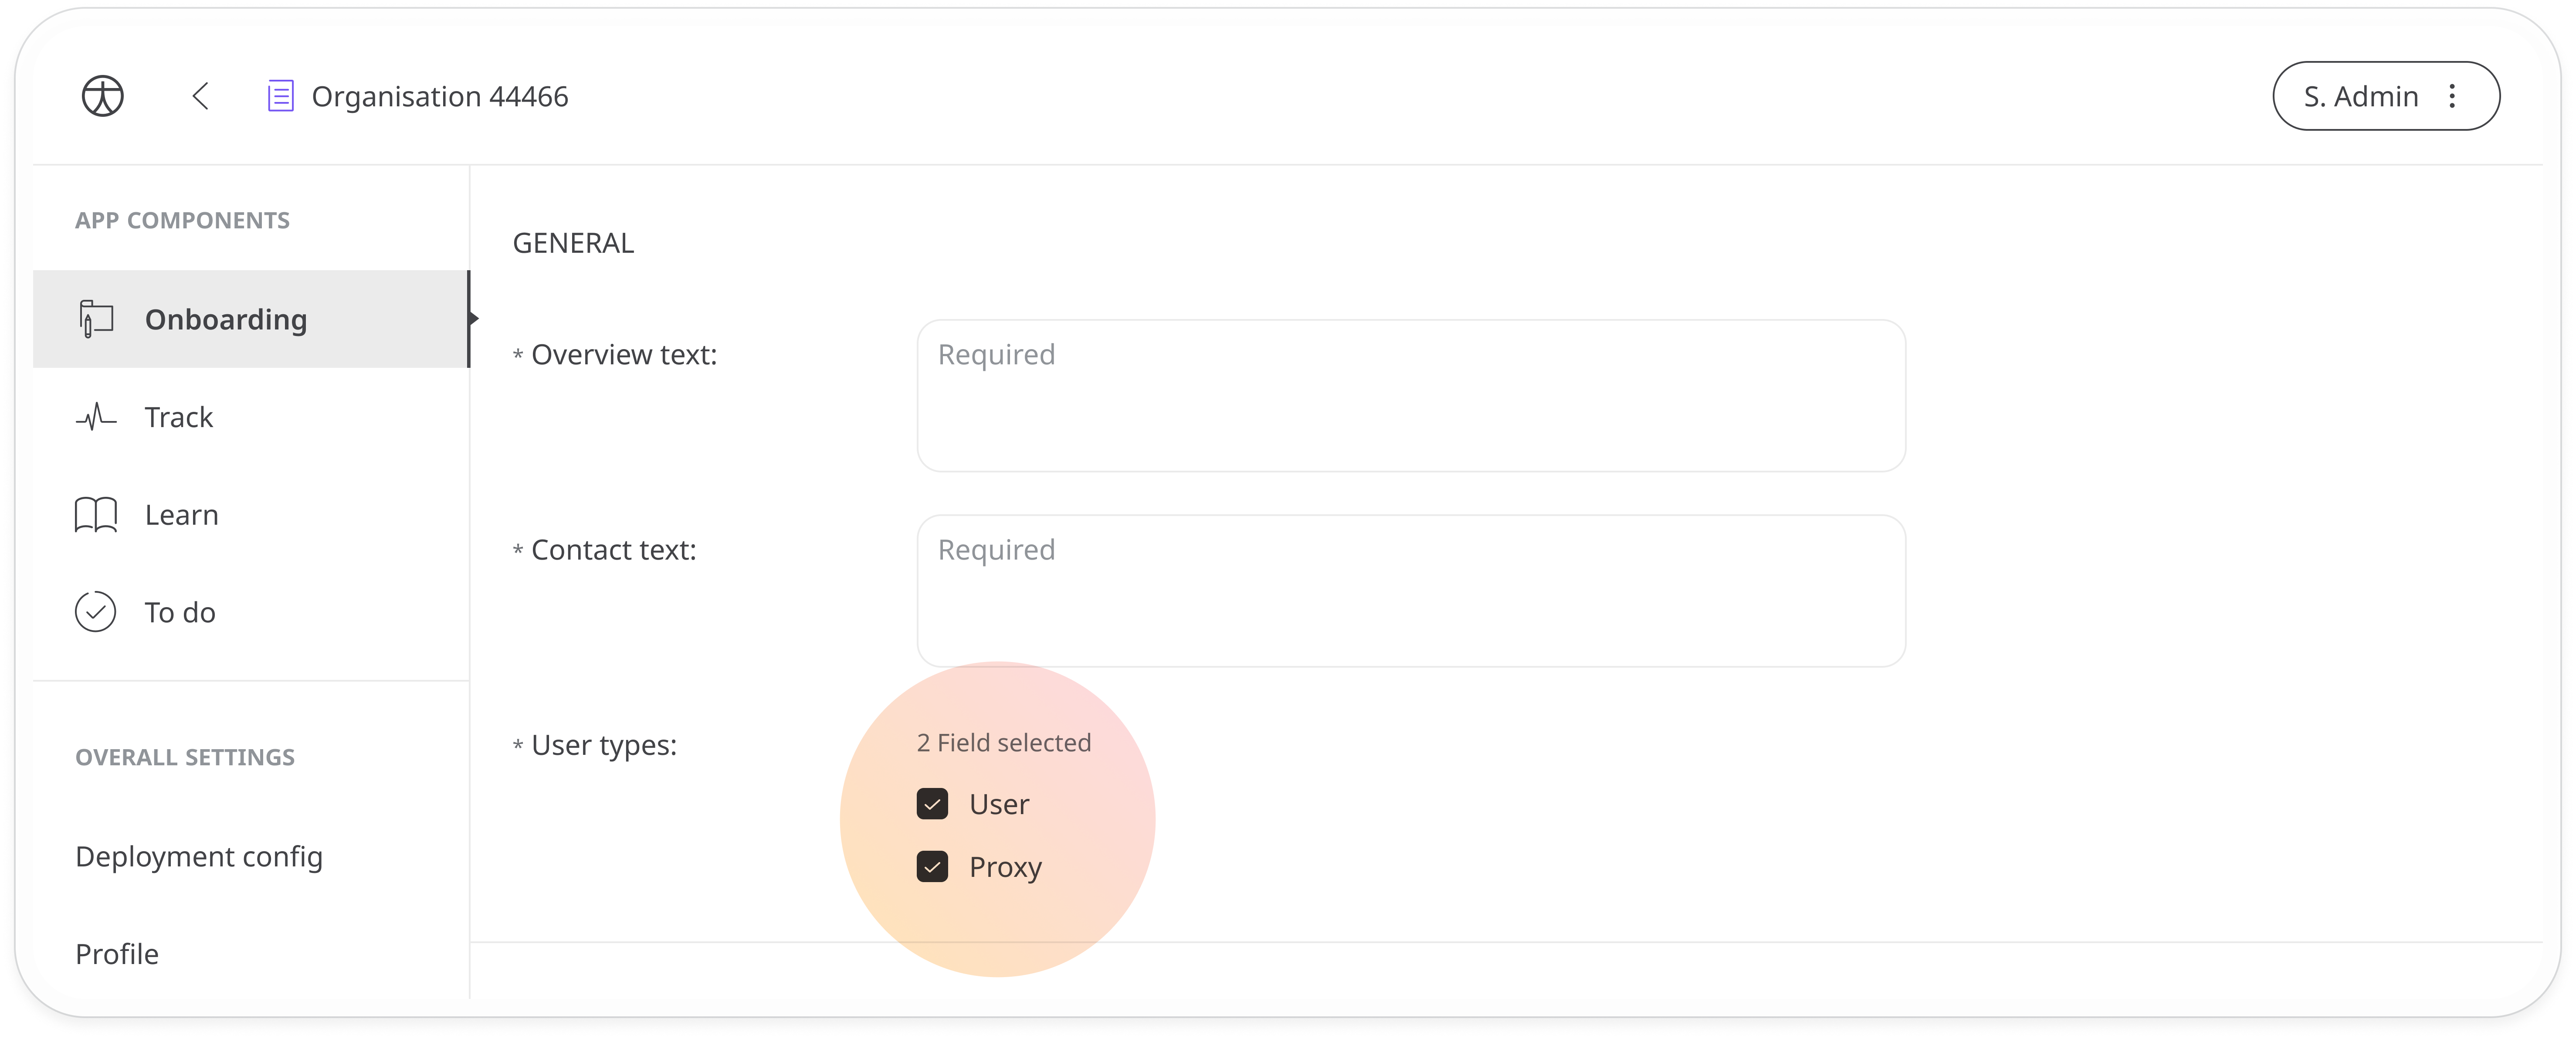 Organisation 44466
S. Admin
APP COMPONENTS
Onboarding
Track
Learn
To do
OVERALL SETTINGS
Deployment config
Profile
GENERAL
* Overview text:
Required
* Contact text:
Required
* User types:
2 Field selected
User
Proxy